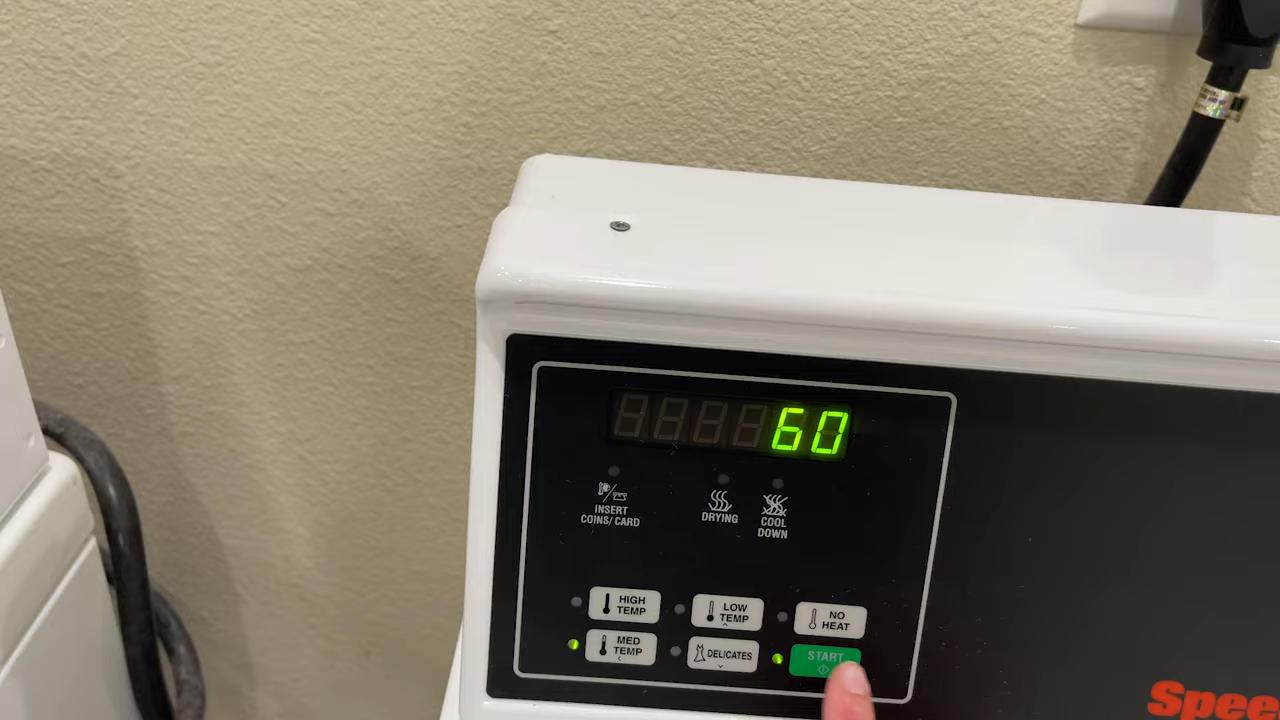 60
INSERT
COINS/CARD
DRYING
COOL
DOWN
HIGH
TEMP
LOW
TEMP
NO
HEAT
MED
TEMP
DELICATES
START
Spee